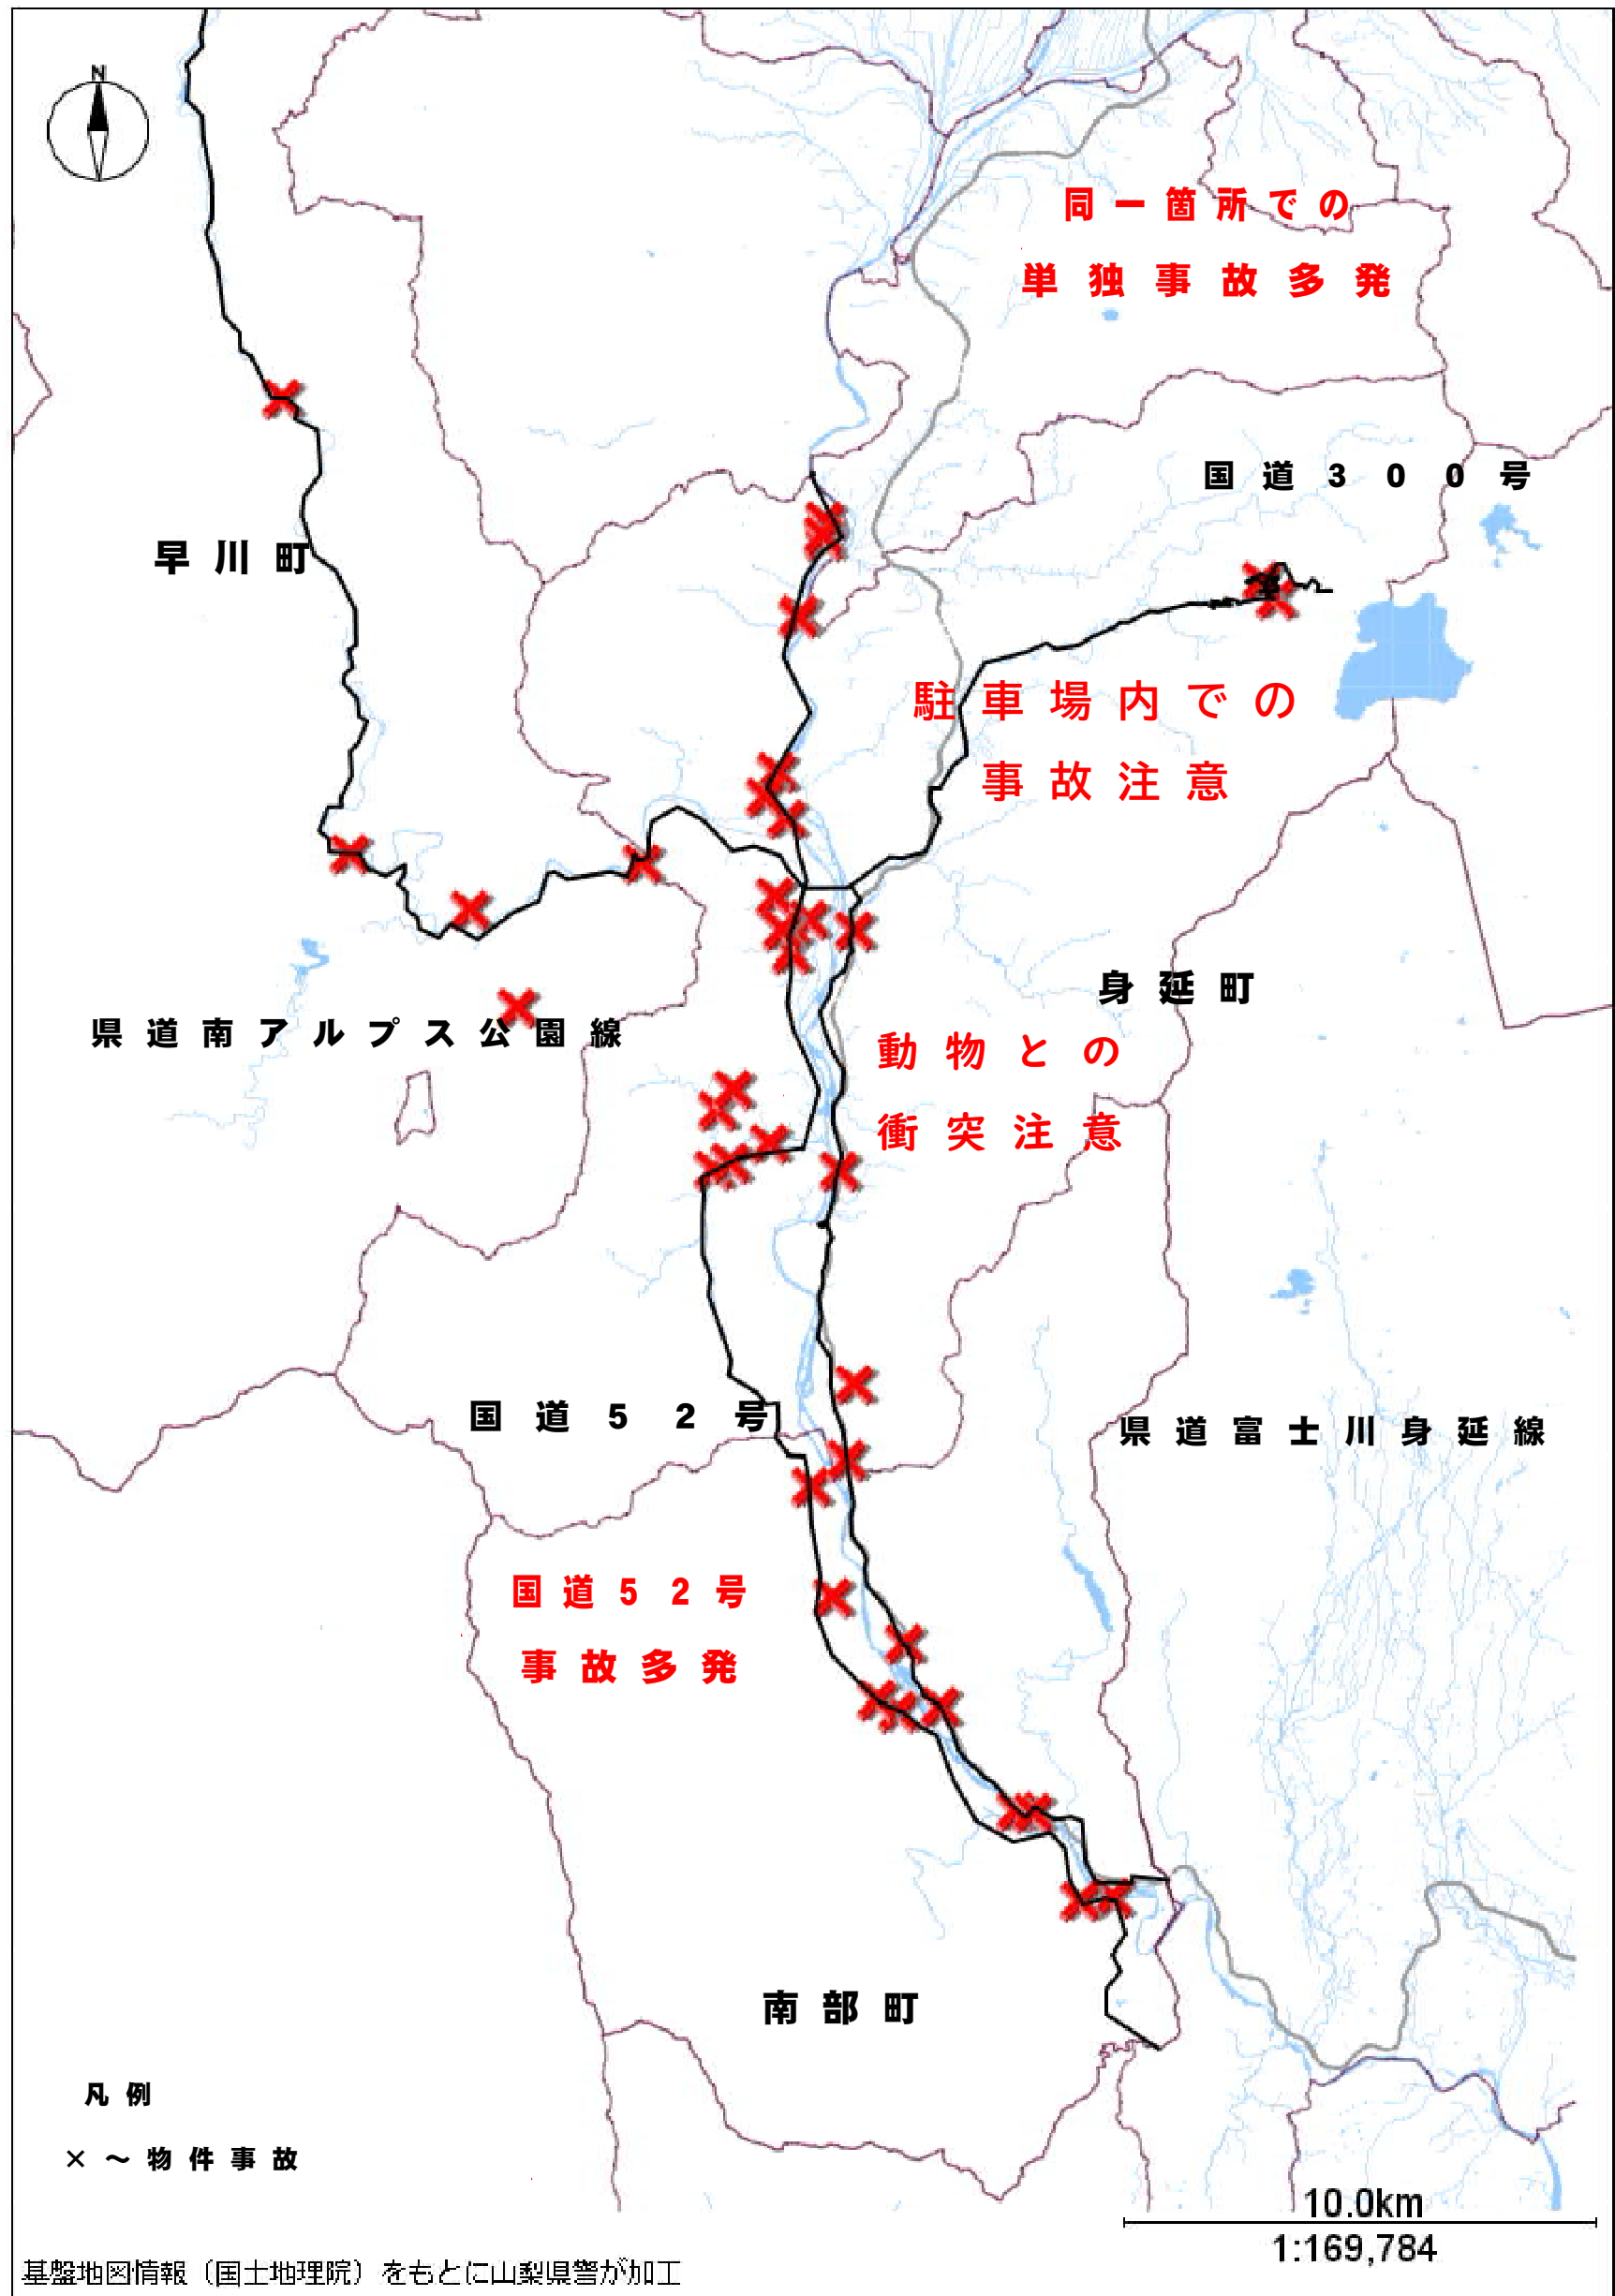 N
同一箇所での
単独事故多発
国道300号
早川町
駐車場内での
事故注意
身延町
県道南アルプス公園線
動物との
衝突注意
国道52号
県道富士川身延線
国道52号
事故多発
南部町
凡例
×～物件事故
10.0km
1:169,784
基盤地図情報（国土地理院）をもとに山梨県警が加工